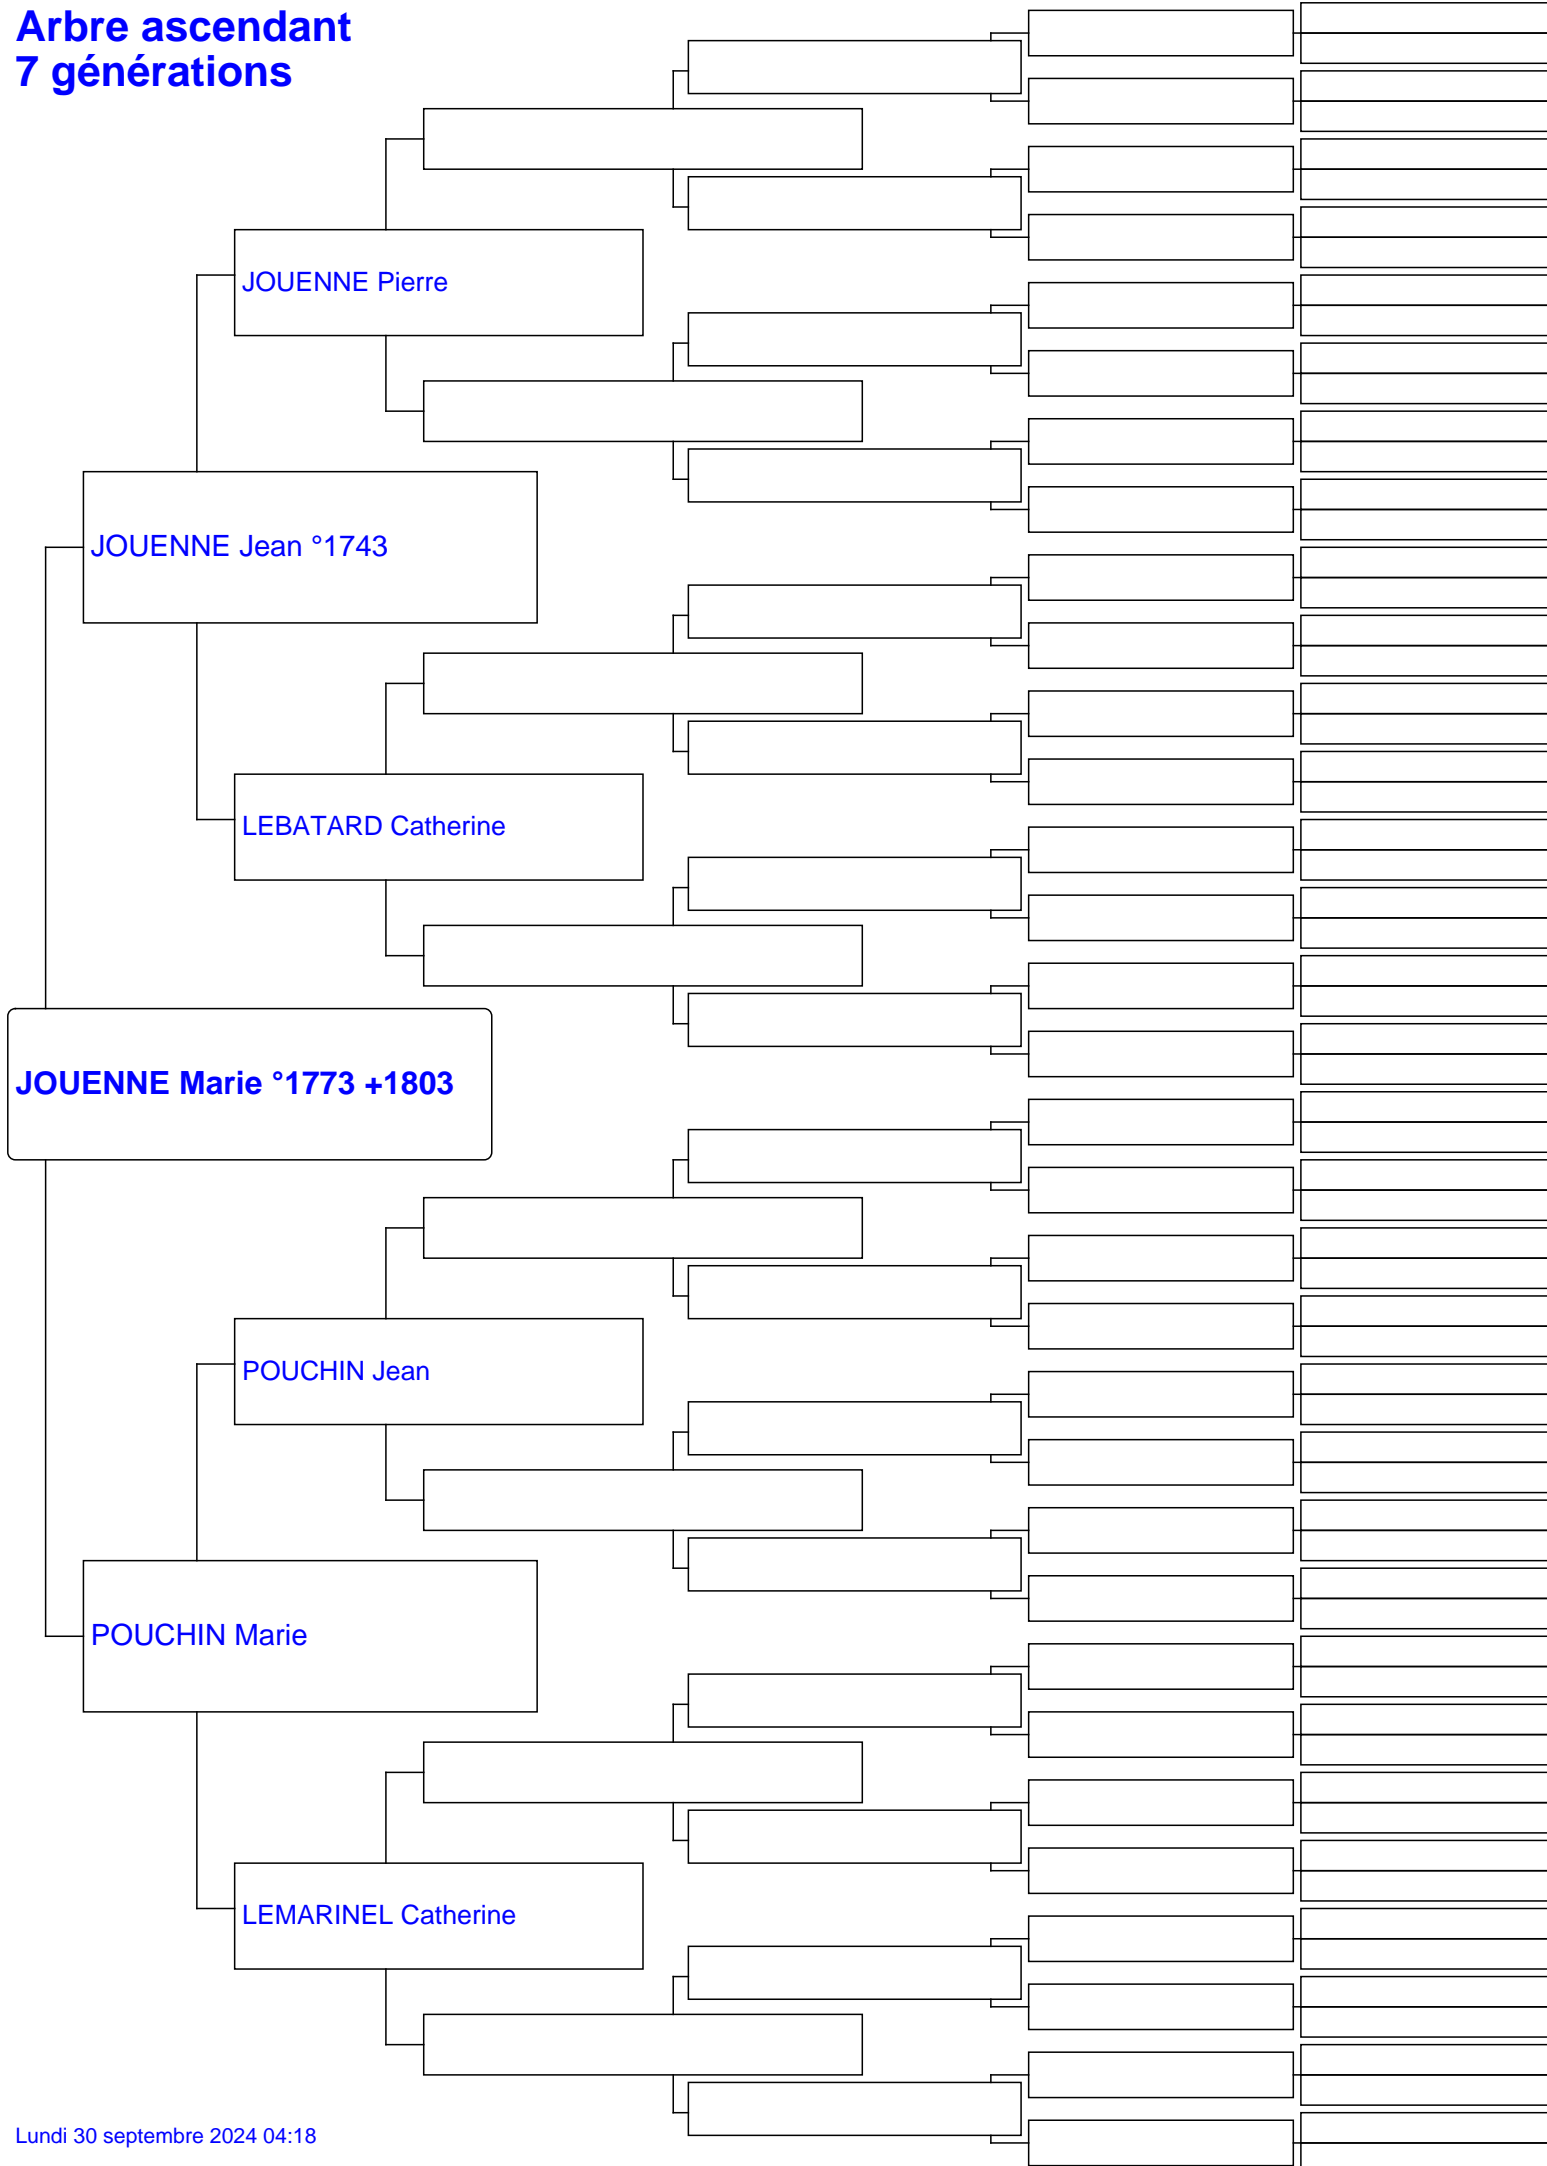 Arbre ascendant
7 générations
JOUENNE Pierre
JOUENNE Jean °1743
LEBATARD Catherine
JOUENNE Marie °1773 +1803
POUCHIN Jean
POUCHIN Marie
LEMARINEL Catherine
Lundi 30 septembre 2024 04:18